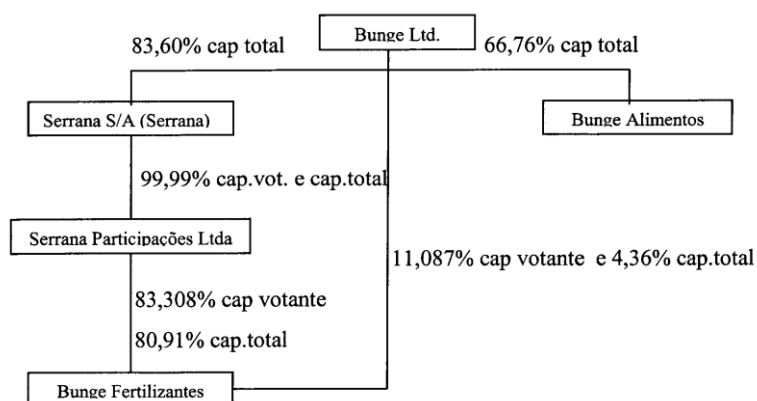 Bunge Ltd.
83,60% cap total
66,76% cap total
Serrana S/A (Serrana)
Bunge Alimentos
99,99% cap.vot. e cap.total
Serrana Participações Ltda
11,087% cap votante e 4,36% cap.total
83,308% cap votante
80,91% cap.total
Bunge Fertilizantes